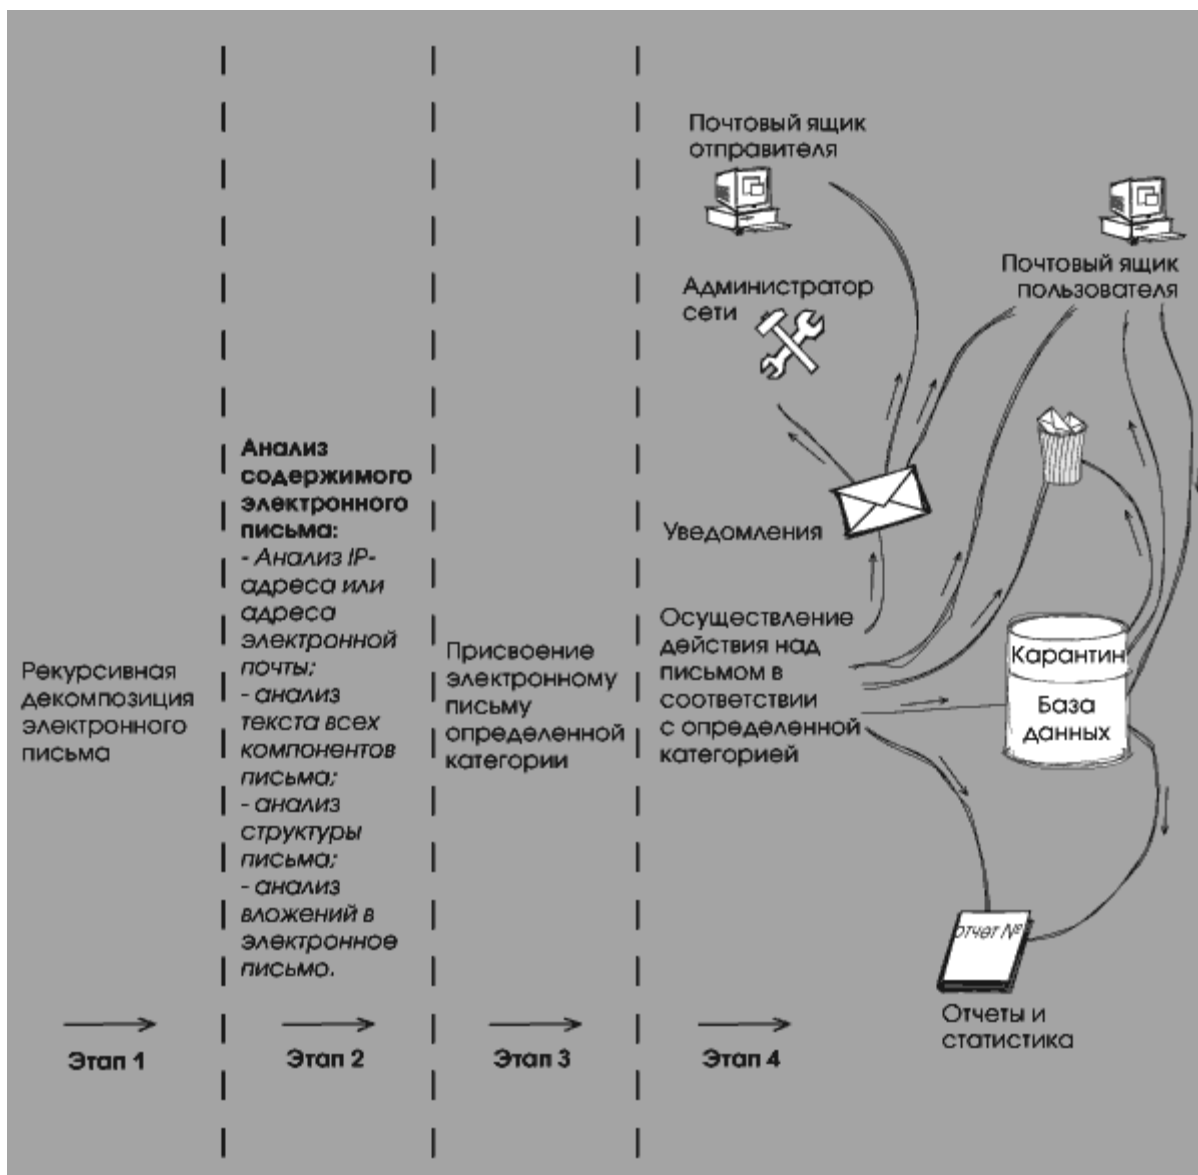 Рекурсивная
декомпозиция
электронного
письма
Этап 1
Анализ
содержимого
электронного
письма:
- Анализ IP-
адреса или
адреса
электронной
почты;
- анализ
текста всех
компонентов
письма;
- анализ
структуры
письма;
- анализ
вложений в
электронное
письмо.
Этап 2
Присвоение
электронному
письму
определенной
категории
Этап 3
Почтовый ящик
отправителя
Администратор
сети
Почтовый ящик
пользователя
Уведомления
Осуществление
действия над
письмом в
соответствии
с определенной
категорией
Карантин
База
данных
отчет №
Отчеты и
статистика
Этап 4